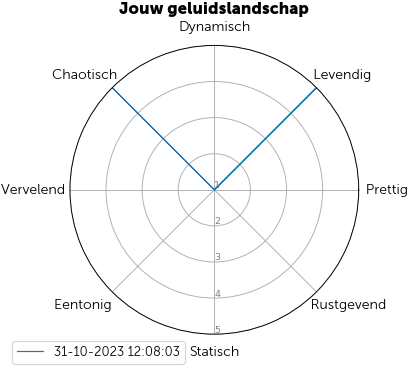 Jouw geluidslandschap
Dynamisch
Chaotisch
Levendig
1
Vervelend
Prettig
2
3
4
Eentonig
Rustgevend
5
31-10-2023 12:08:03
Statisch